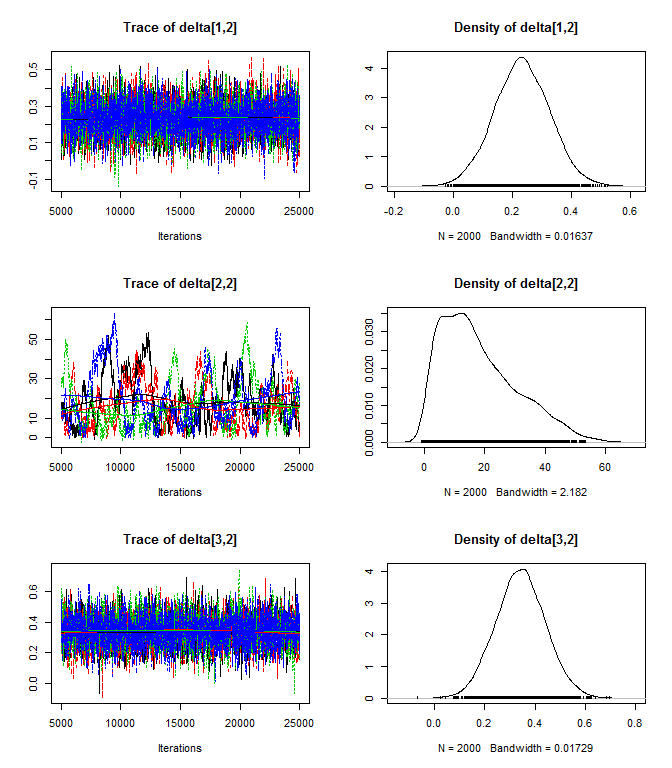 Trace of delta[1,2]
0.5
0.3
0.1
-0.1
5000 10000 15000 20000 25000
Iterations
Density of delta[1,2]
4
3
2
1
0
-0.2 0.0 0.2 0.4 0.6
N = 2000 Bandwidth = 0.01637
Trace of delta[2,2]
50
30
10
0
5000 10000 15000 20000 25000
Iterations
Density of delta[2,2]
0.030
0.020
0.010
0.000
0 20 40 60
N = 2000 Bandwidth = 2.182
Trace of delta[3,2]
0.6
0.4
0.2
0.0
5000 10000 15000 20000 25000
Iterations
Density of delta[3,2]
4
3
2
1
0
0.0 0.2 0.4 0.6 0.8
N = 2000 Bandwidth = 0.01729